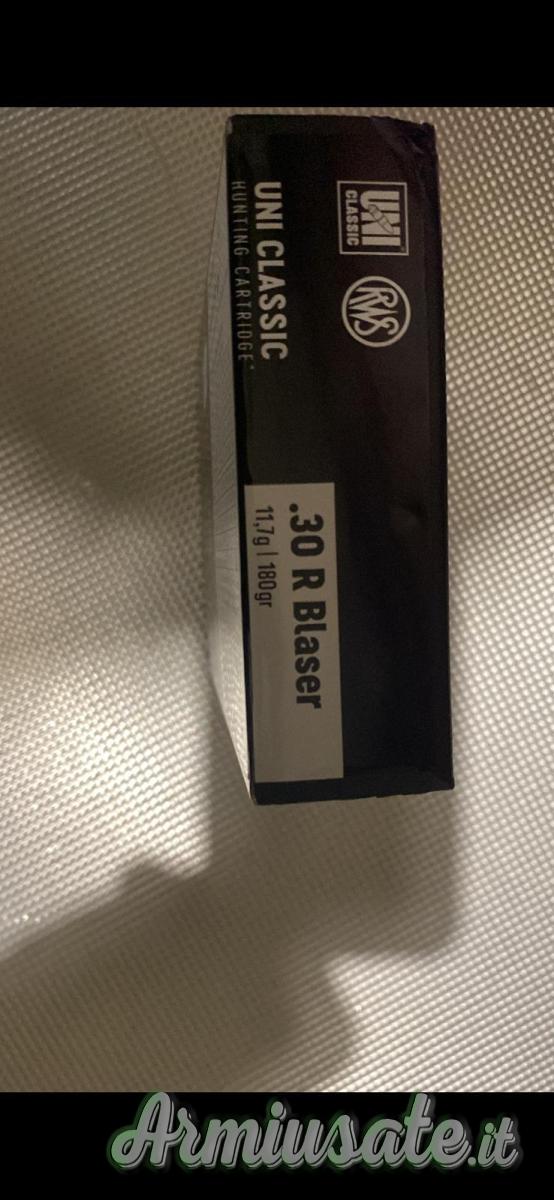 UNI
CLASSIC
RWS
UNI CLASSIC
HUNTING CARTRIDGE
.30 R Blaser
11,7g | 180gr
Armiusate.it